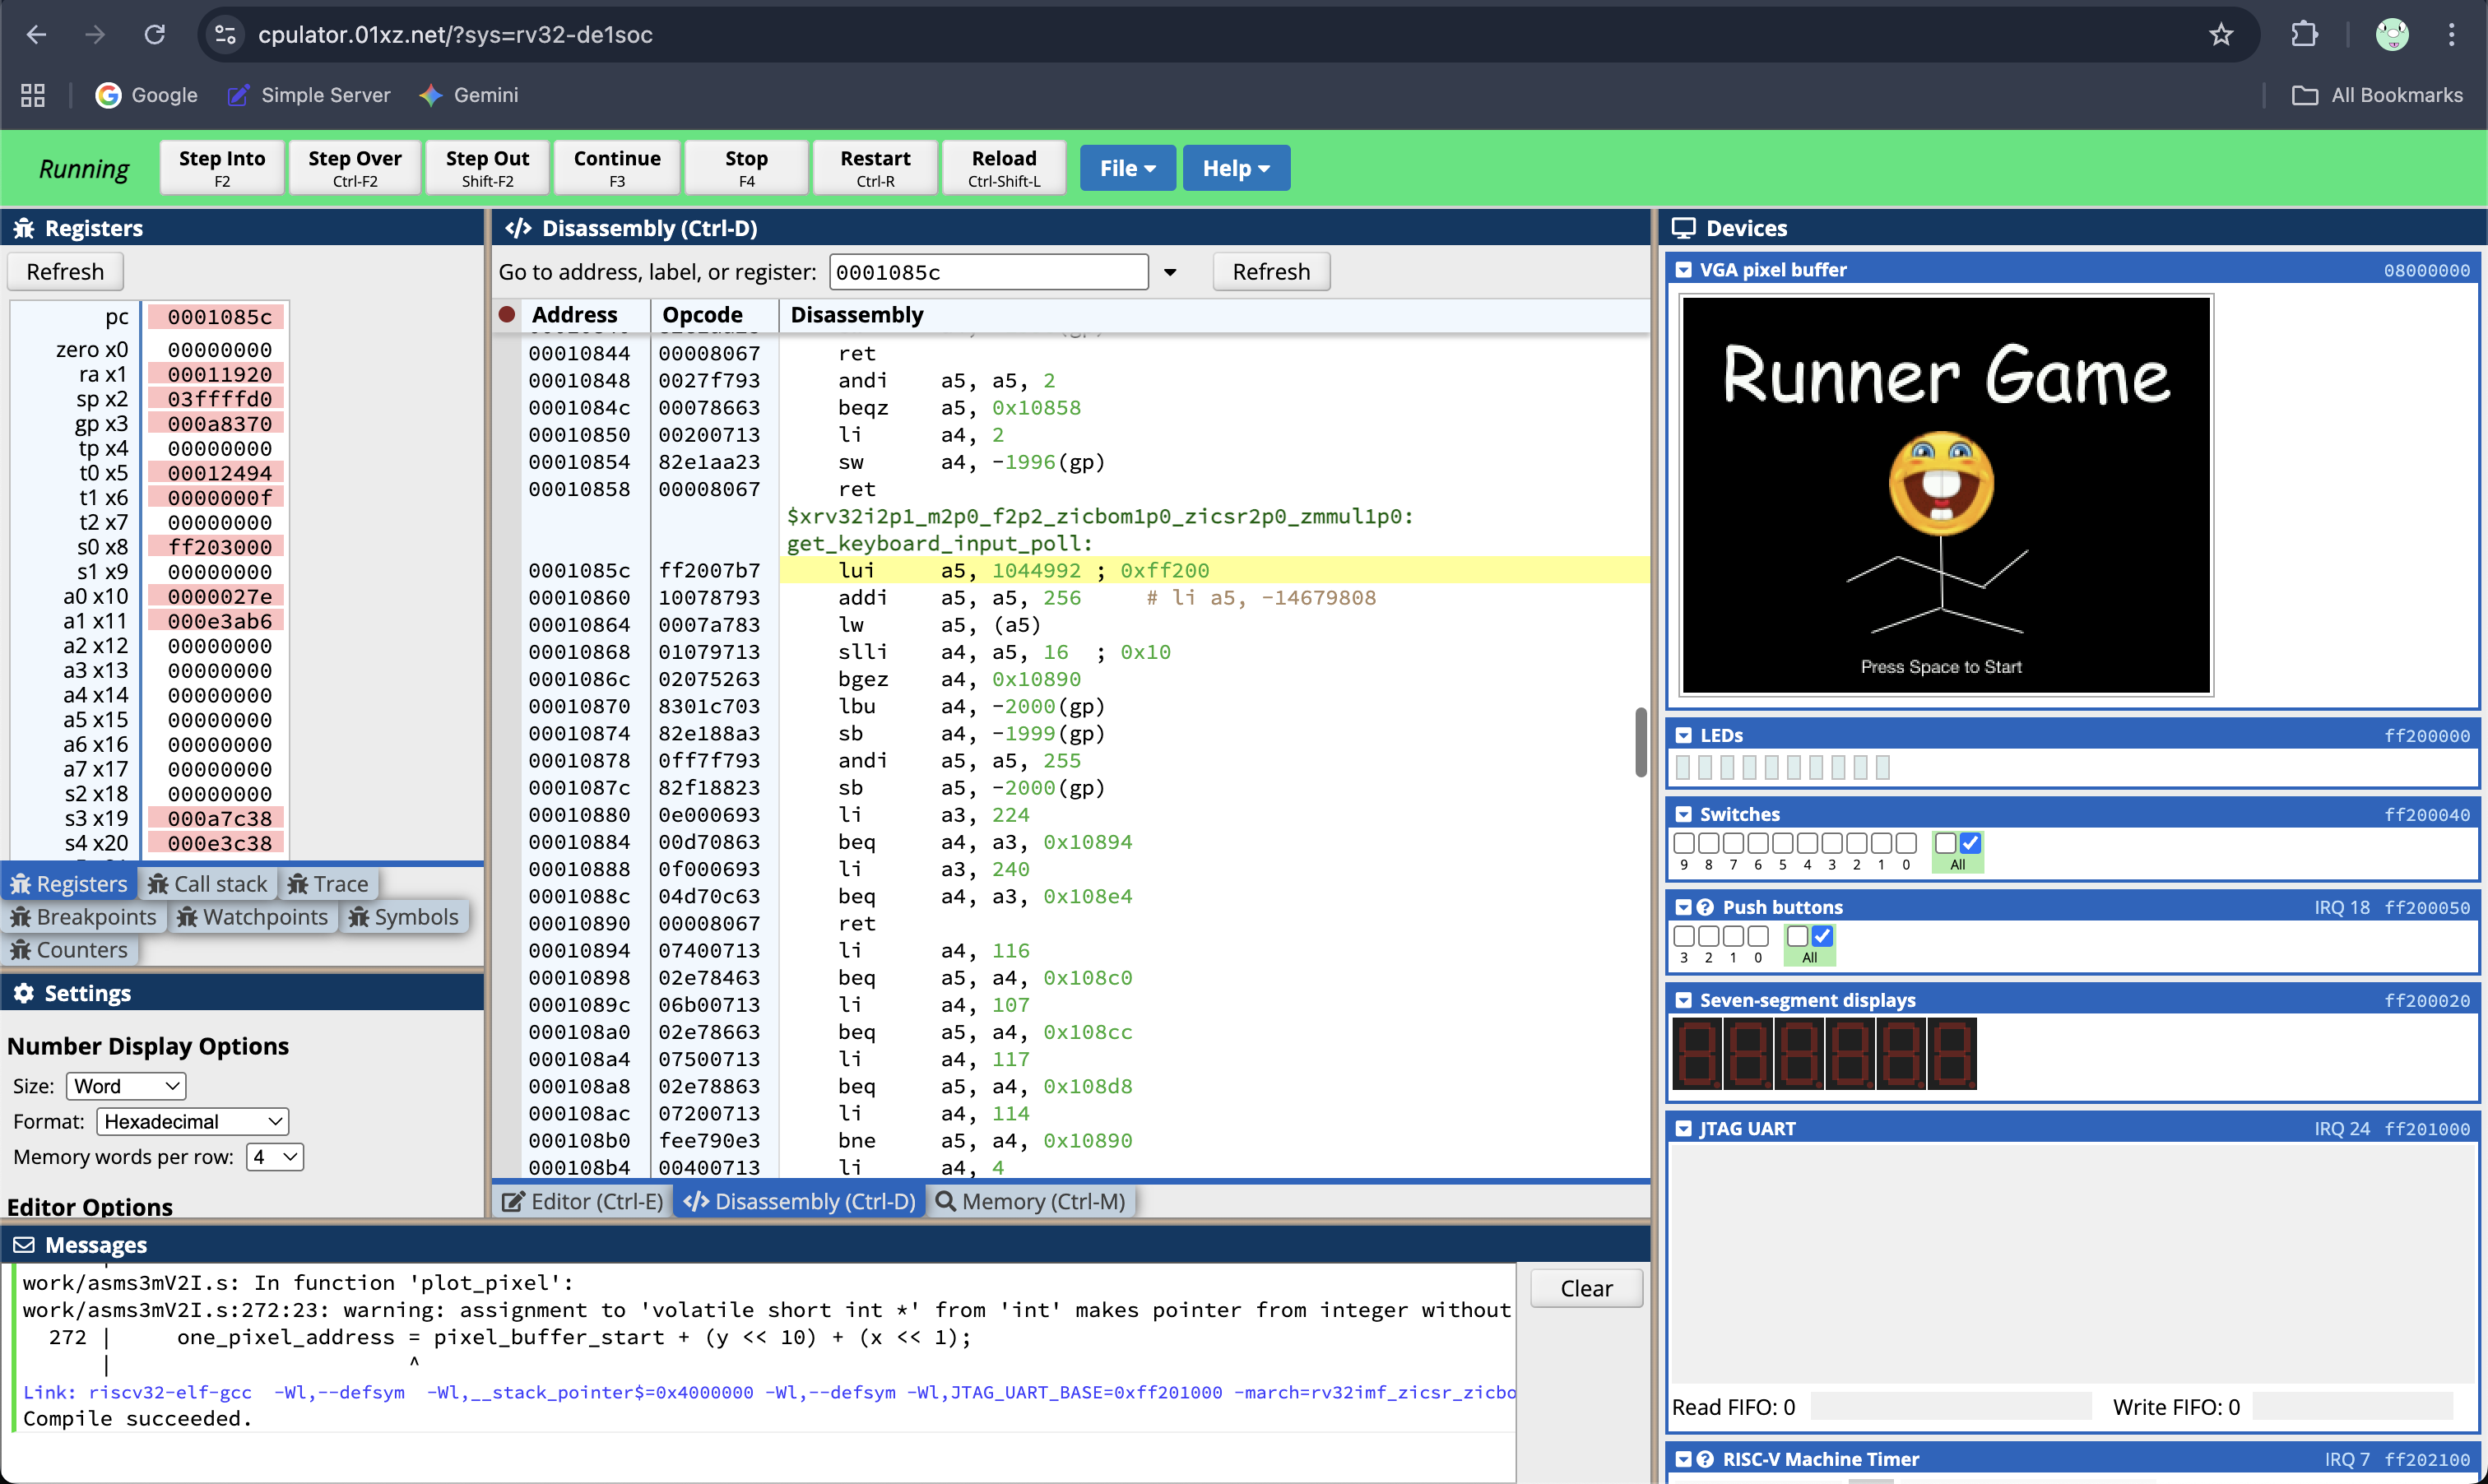 cpulator.01xz.net/?sys=rv32-de1soc
Google Simple Server Gemini All Bookmarks
Running Step Into F2 Step Over Ctrl-F2 Step Out Shift-F2 Continue F3 Stop F4 Restart Ctrl-R Reload Ctrl-Shift-L File Help
Registers
Refresh
pc 0001085c
zero x0 00000000
ra x1 00011920
sp x2 03ffffd0
gp x3 000a8370
tp x4 00000000
t0 x5 00012494
t1 x6 0000000f
t2 x7 00000000
s0 x8 ff203000
s1 x9 00000000
a0 x10 0000027e
a1 x11 000e3ab6
a2 x12 00000000
a3 x13 00000000
a4 x14 00000000
a5 x15 00000000
a6 x16 00000000
a7 x17 00000000
s2 x18 00000000
s3 x19 000a7c38
s4 x20 000e3c38
Registers Call stack Trace
Breakpoints Watchpoints Symbols
Counters
Settings
Number Display Options
Size: Word
Format: Hexadecimal
Memory words per row: 4
Editor Options
</> Disassembly (Ctrl-D)
Go to address, label, or register: 0001085c Refresh
Address Opcode Disassembly
00010844 00008067 ret
00010848 0027f793 andi a5, a5, 2
0001084c 00078663 beqz a5, 0x10858
00010850 00200713 li a4, 2
00010854 82e1aa23 sw a4, -1996(gp)
00010858 00008067 ret
$xrv32i2p1_m2p0_f2p2_zicbom1p0_zicsr2p0_zmmul1p0:
get_keyboard_input_poll:
0001085c ff2007b7 lui a5, 1044992 ; 0xff200
00010860 10078793 addi a5, a5, 256 # li a5, -14679808
00010864 0007a783 lw a5, (a5)
00010868 01079713 slli a4, a5, 16 ; 0x10
0001086c 02075263 bgez a4, 0x10890
00010870 8301c703 lbu a4, -2000(gp)
00010874 82e188a3 sb a4, -1999(gp)
00010878 0ff7f793 andi a5, a5, 255
0001087c 82f18823 sb a5, -2000(gp)
00010880 0e000693 li a3, 224
00010884 00d70863 beq a4, a3, 0x10894
00010888 0f000693 li a3, 240
0001088c 04d70c63 beq a4, a3, 0x108e4
00010890 00008067 ret
00010894 07400713 li a4, 116
00010898 02e78463 beq a5, a4, 0x108c0
0001089c 06b00713 li a4, 107
000108a0 02e78663 beq a5, a4, 0x108cc
000108a4 07500713 li a4, 117
000108a8 02e78863 beq a5, a4, 0x108d8
000108ac 07200713 li a4, 114
000108b0 fee790e3 bne a5, a4, 0x10890
000108b4 00400713 li a4, 4
Editor (Ctrl-E) </> Disassembly (Ctrl-D) Memory (Ctrl-M)
Messages
work/asms3mV2I.s: In function 'plot_pixel':
work/asms3mV2I.s:272:23: warning: assignment to 'volatile short int *' from 'int' makes pointer from integer without
272 | one_pixel_address = pixel_buffer_start + (y << 10) + (x << 1);
| ^
Link: riscv32-elf-gcc -Wl,--defsym -Wl,__stack_pointer$=0x4000000 -Wl,--defsym -Wl,JTAG_UART_BASE=0xff201000 -march=rv32imf_zicsr_zicbo
Compile succeeded.
Clear
Devices
VGA pixel buffer 08000000
Runner Game
Press Space to Start
LEDs ff200000
Switches ff200040
9 8 7 6 5 4 3 2 1 0 All
Push buttons IRQ 18 ff200050
3 2 1 0 All
Seven-segment displays ff200020
JTAG UART IRQ 24 ff201000
Read FIFO: 0 Write FIFO: 0
RISC-V Machine Timer IRQ 7 ff202100